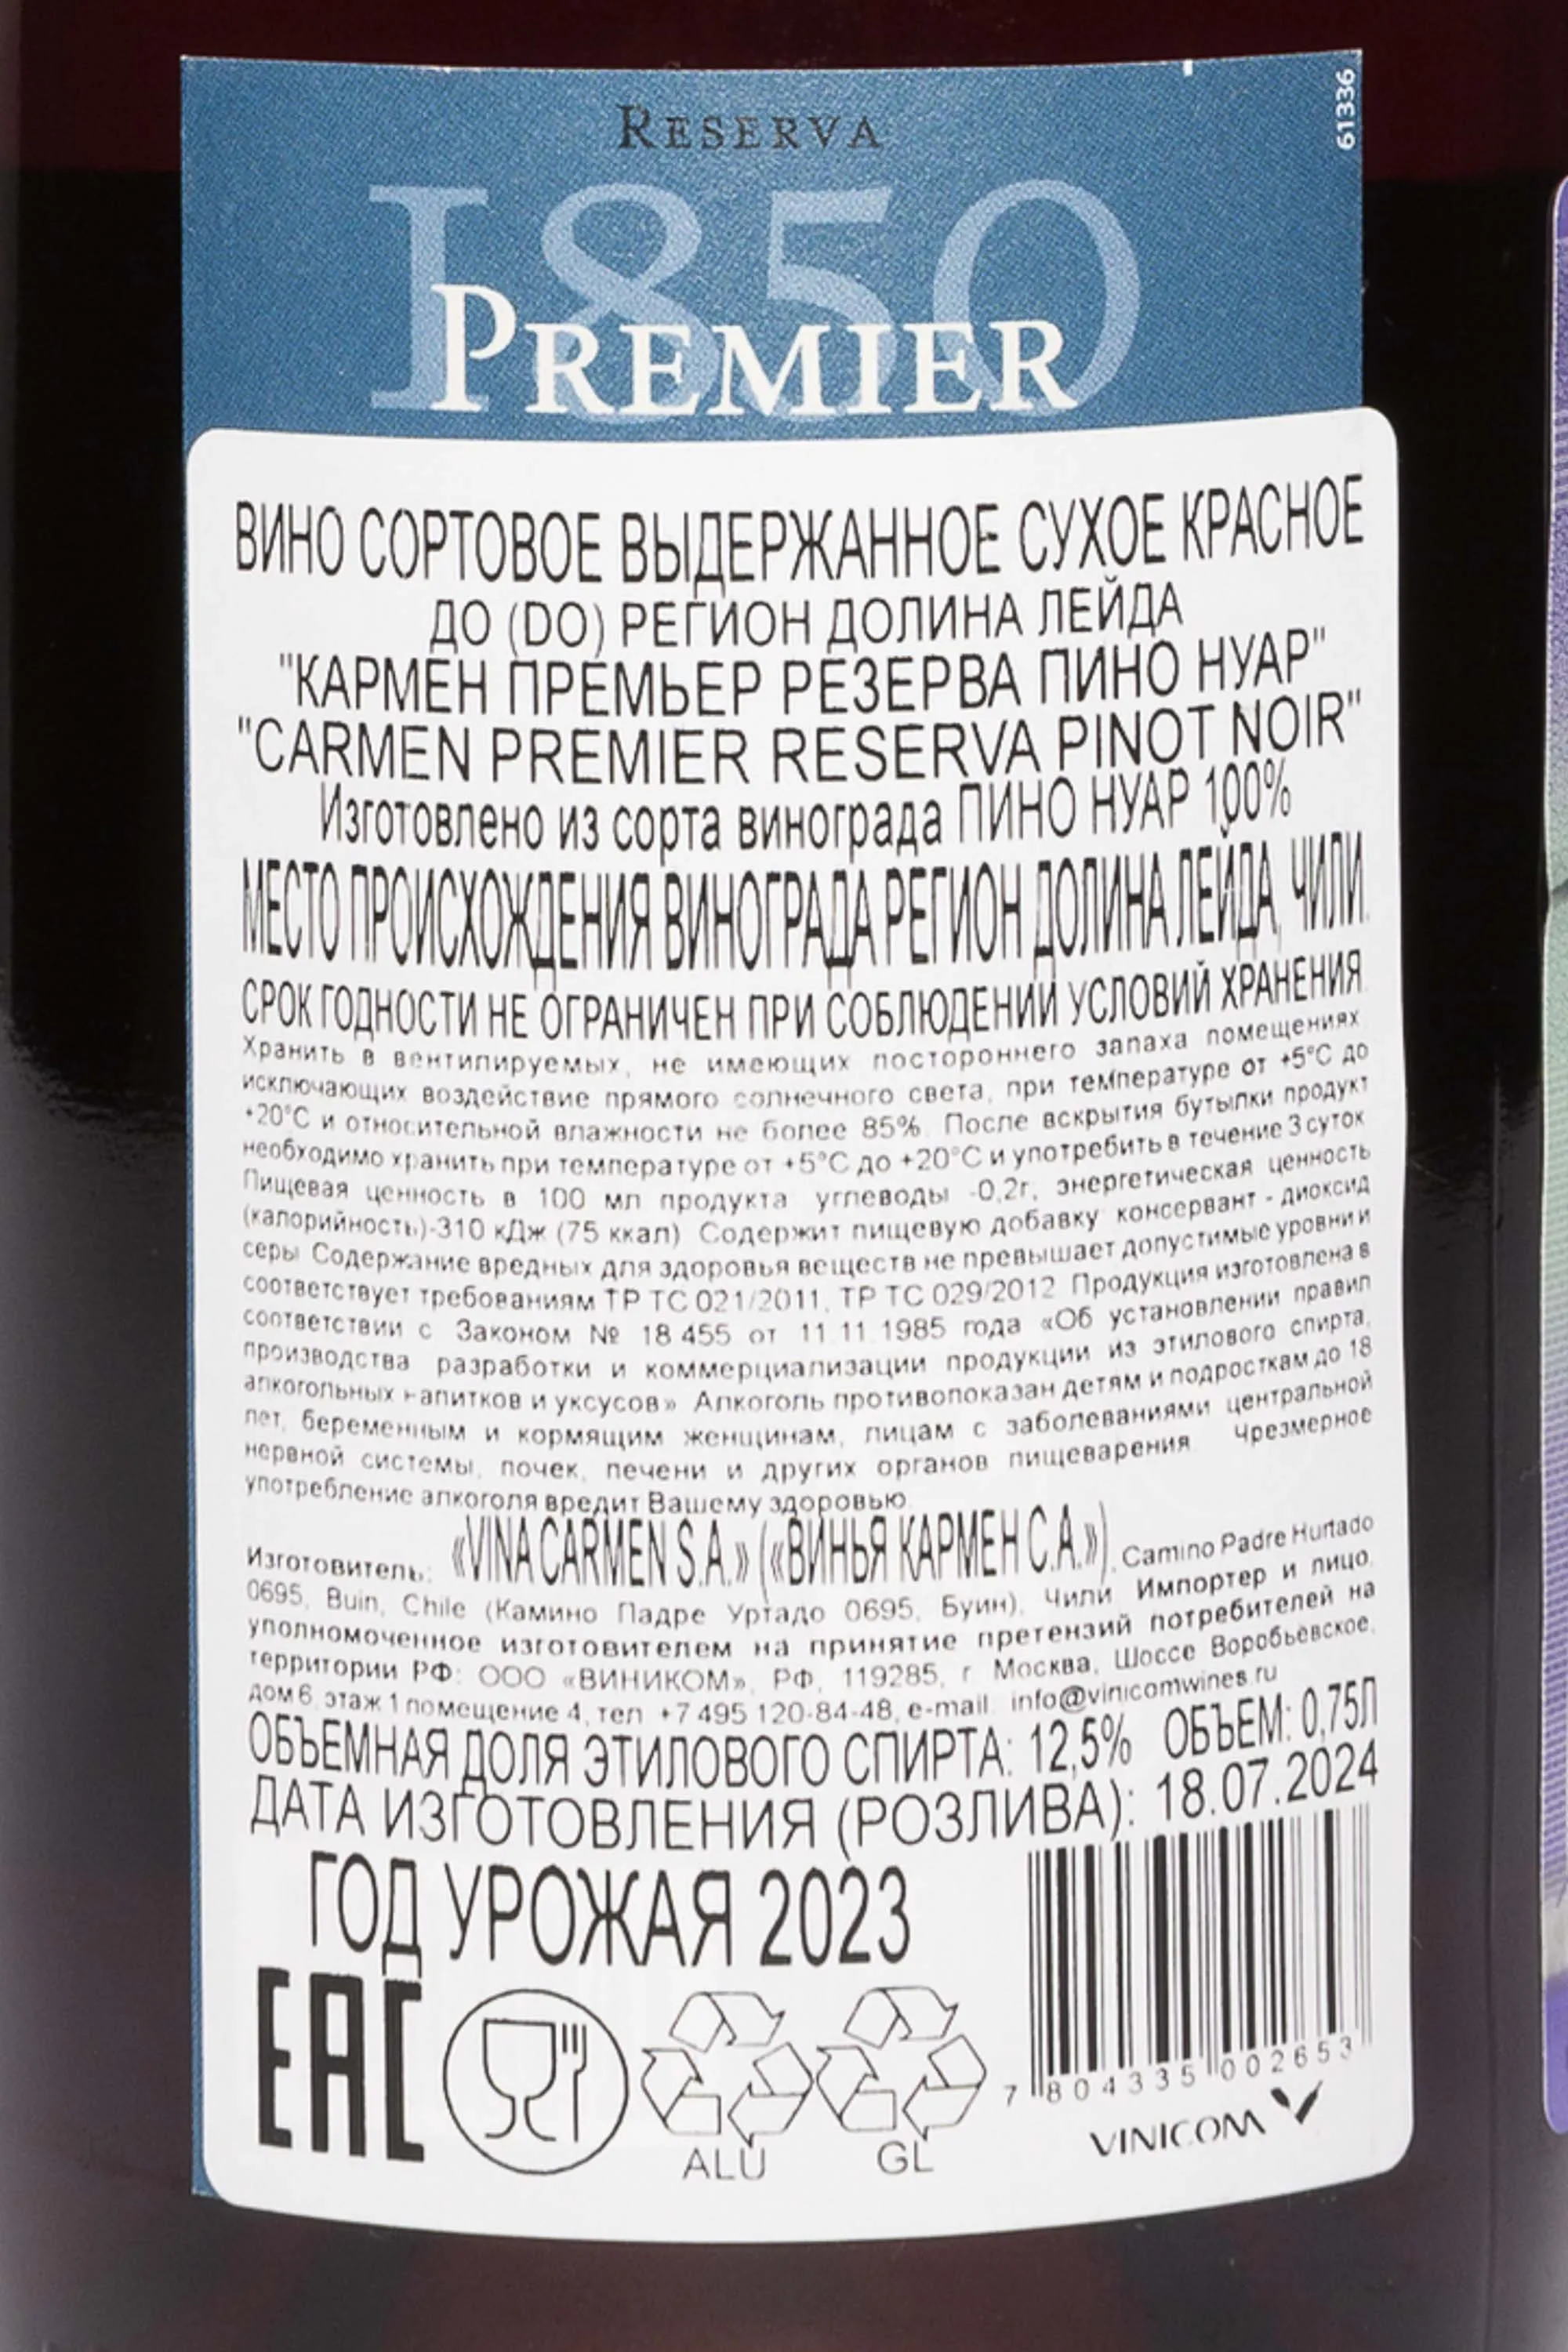 61336
RESERVA
1850
PREMIER
ВИНО СОРТОВОЕ ВЫДЕРЖАННОЕ СУХОЕ КРАСНОЕ
ДО (DO) РЕГИОН ДОЛИНА ЛЕЙДА
"КАРМЕН ПРЕМЬЕР РЕЗЕРВА ПИНО НУАР"
"CARMEN PREMIER RESERVA PINOT NOIR"
Изготовлено из сорта винограда ПИНО НУАР 100%
МЕСТО ПРОИСХОЖДЕНИЯ ВИНОГРАДА РЕГИОН ДОЛИНА ЛЕЙДА, ЧИЛИ.
СРОК ГОДНОСТИ НЕ ОГРАНИЧЕН ПРИ СОБЛЮДЕНИИ УСЛОВИЙ ХРАНЕНИЯ.
Хранить в вентилируемых, не имеющих постороннего запаха помещениях,
исключающих воздействие прямого солнечного света, при температуре от +5°С до
+20°С и относительной влажности не более 85%. После вскрытия бутылки продукт
необходимо хранить при температуре от +5°С до +20°С и употребить в течение 3 суток
Пищевая ценность в 100 мл продукта углеводы -0,2г, энергетическая ценность
(калорийность)-310 кДж (75 ккал). Содержит пищевую добавку консервант - диоксид
серы. Содержание вредных для здоровья веществ не превышает допустимые уровни и
соответствует требованиям ТР ТС 021/2011, ТР ТС 029/2012. Продукция изготовлена в
соответствии с Законом № 18.455 от 11.11.1985 года «Об установлении правил
производства разработки и коммерциализации продукции из этилового спирта,
алкогольных напитков и уксусов». Алкоголь противопоказан детям и подросткам до 18
лет, беременным и кормящим женщинам, лицам с заболеваниями центральной
нервной системы, почек, печени и других органов пищеварения. Чрезмерное
употребление алкоголя вредит Вашему здоровью.
Изготовитель: «VINA CARMEN S.A.» («ВИНЬЯ КАРМЕН С.А.»), Camino Padre Hurtado
0695, Buin, Chile (Камино Падре Уртадо 0695, Буин), Чили. Импортер и лицо,
уполномоченное изготовителем на принятие претензий потребителей на
территории РФ: ООО «ВИНИКОМ», РФ, 119285, г. Москва, Шоссе Воробьевское,
дом 6, этаж 1 помещение 4, тел. +7 495 120-84-48, e-mail: info@vinicomwines.ru
ОБЪЕМНАЯ ДОЛЯ ЭТИЛОВОГО СПИРТА: 12,5% ОБЪЕМ: 0,75Л
ДАТА ИЗГОТОВЛЕНИЯ (РОЗЛИВА): 18.07.2024
ГОД УРОЖАЯ 2023
EAC
ALU
GL
7 804335 002653
VINICOM